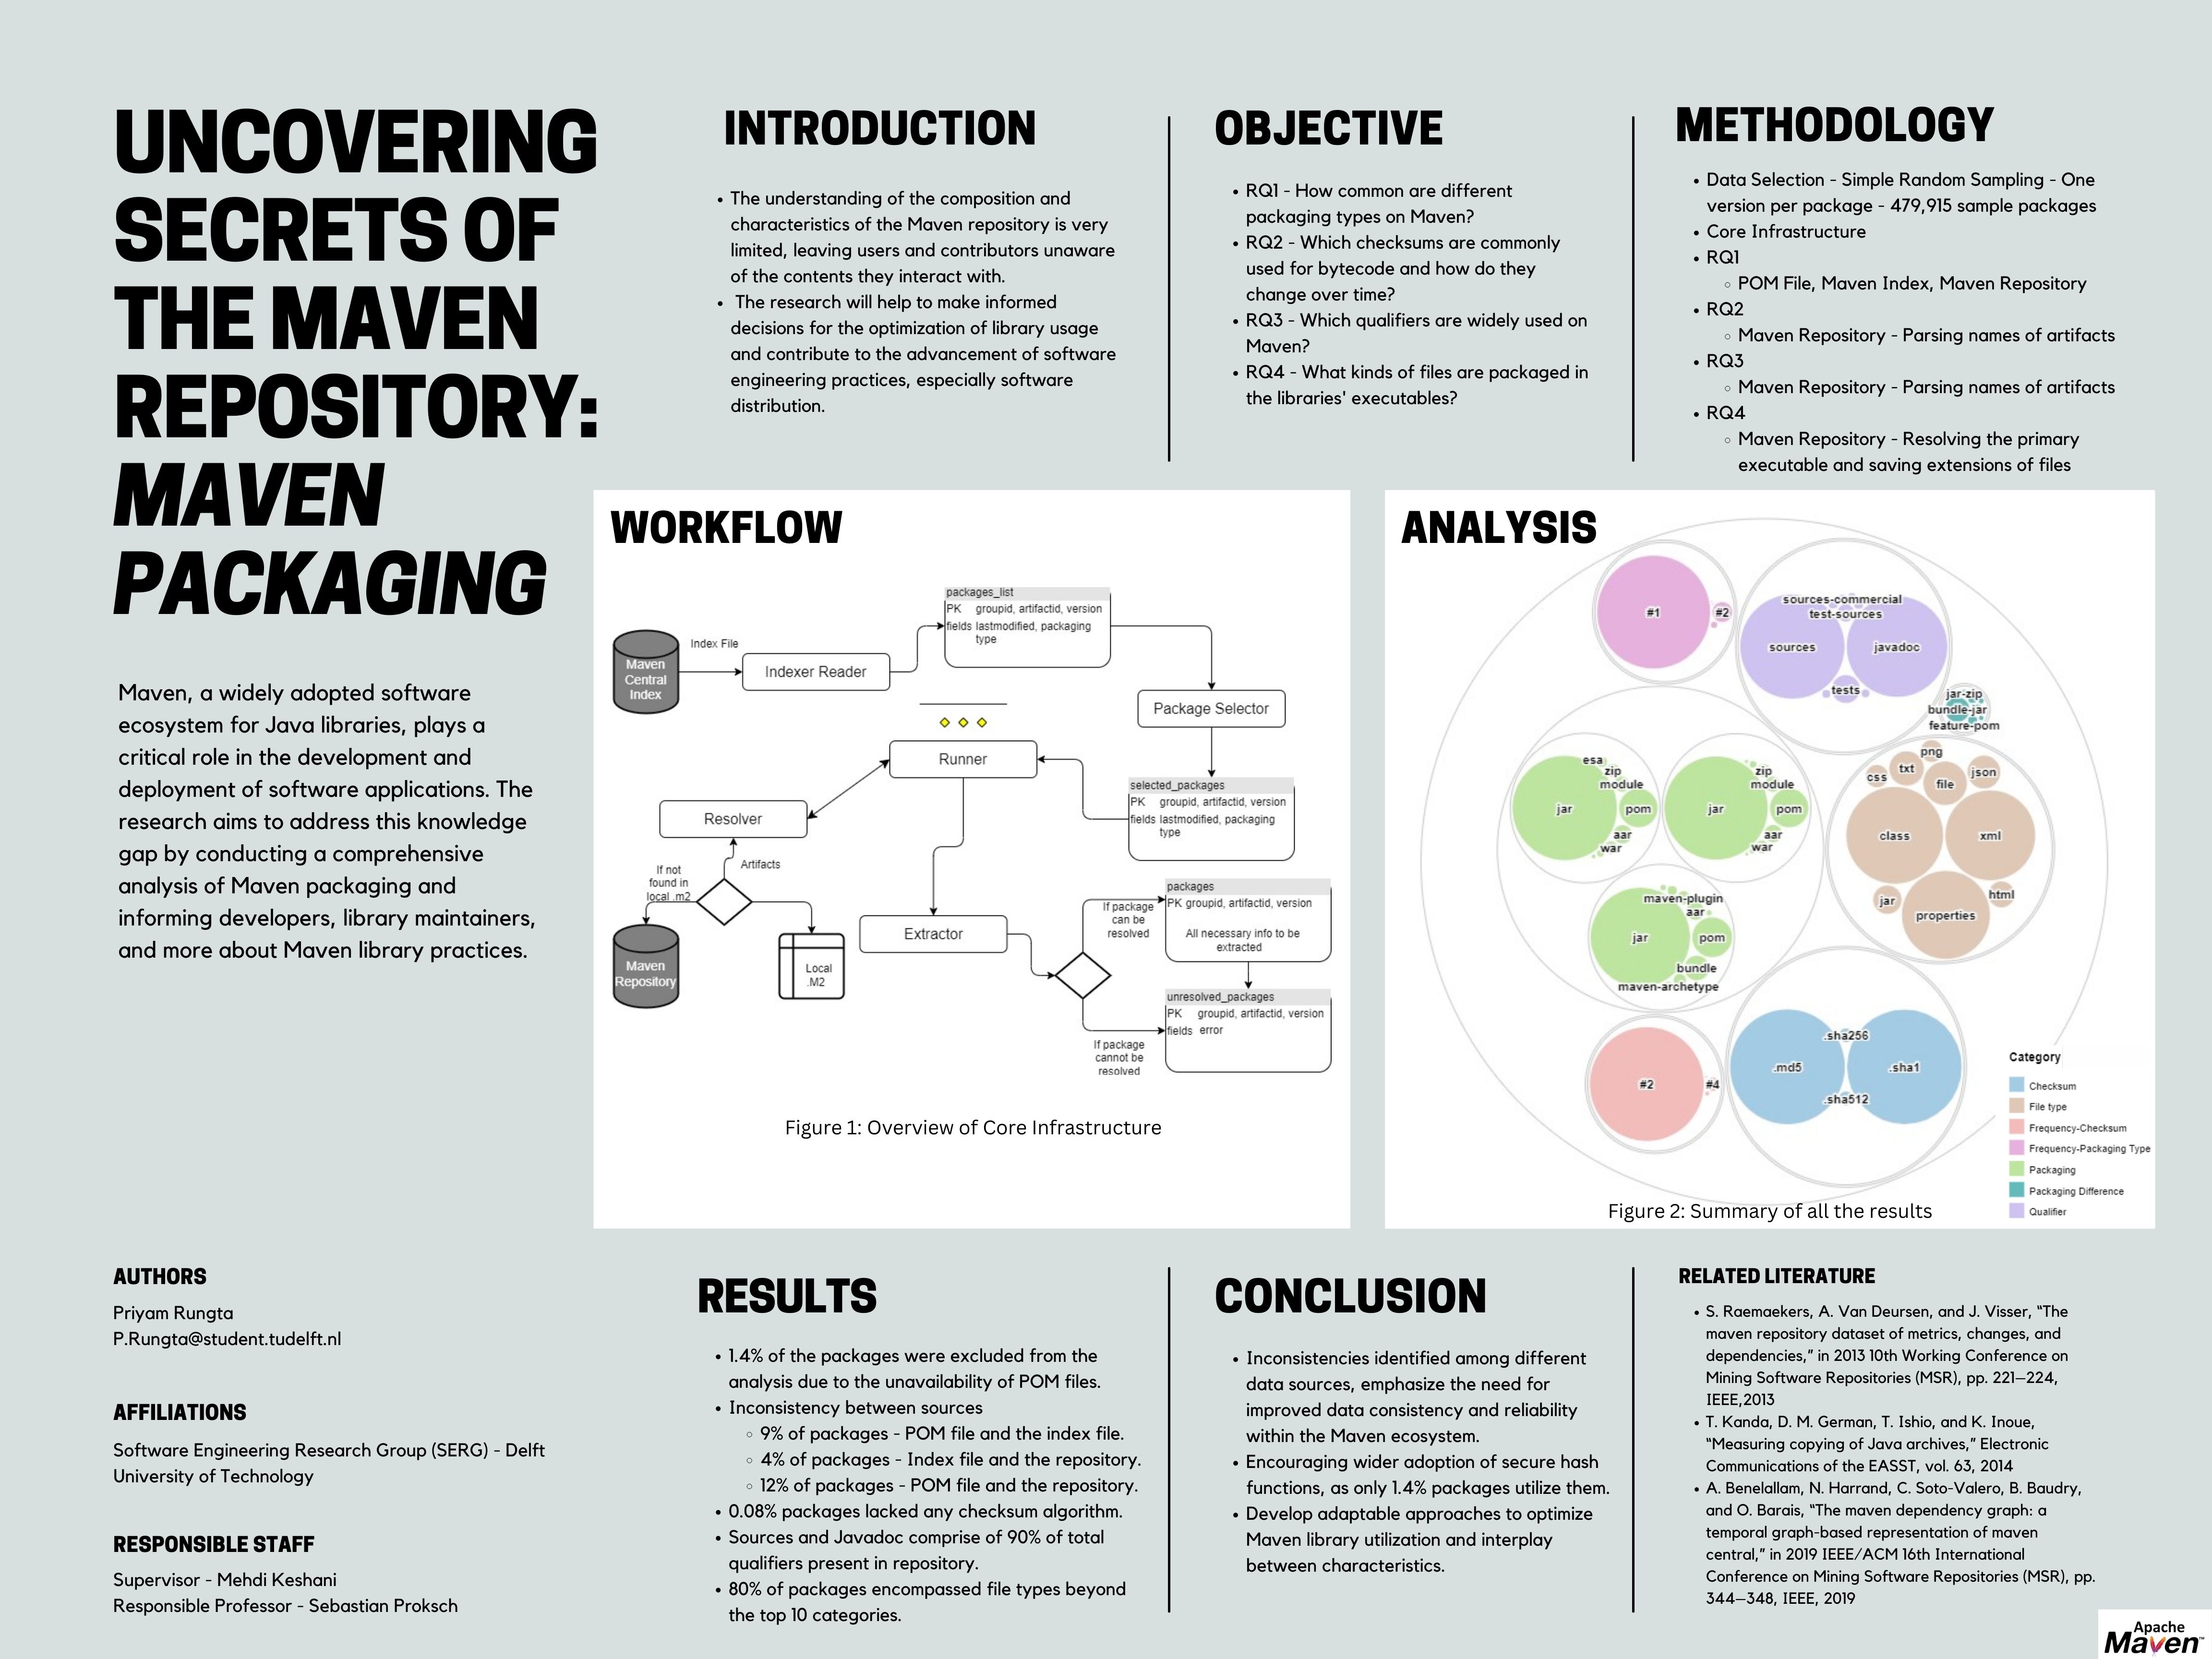 UNCOVERING
SECRETS OF
THE MAVEN
REPOSITORY:
MAVEN
PACKAGING
Maven, a widely adopted software
ecosystem for Java libraries, plays a
critical role in the development and
deployment of software applications. The
research aims to address this knowledge
gap by conducting a comprehensive
analysis of Maven packaging and
informing developers, library maintainers,
and more about Maven library practices.
AUTHORS
Priyam Rungta
P.Rungta@student.tudelft.nl
AFFILIATIONS
Software Engineering Research Group (SERG) - Delft
University of Technology
RESPONSIBLE STAFF
Supervisor - Mehdi Keshani
Responsible Professor - Sebastian Proksch
INTRODUCTION
• The understanding of the composition and
characteristics of the Maven repository is very
limited, leaving users and contributors unaware
of the contents they interact with.
• The research will help to make informed
decisions for the optimization of library usage
and contribute to the advancement of software
engineering practices, especially software
distribution.
OBJECTIVE
• RQ1 - How common are different
packaging types on Maven?
• RQ2 - Which checksums are commonly
used for bytecode and how do they
change over time?
• RQ3 - Which qualifiers are widely used on
Maven?
• RQ4 - What kinds of files are packaged in
the libraries' executables?
METHODOLOGY
• Data Selection - Simple Random Sampling - One
version per package - 479,915 sample packages
• Core Infrastructure
• RQ1
◦ POM File, Maven Index, Maven Repository
• RQ2
◦ Maven Repository - Parsing names of artifacts
• RQ3
◦ Maven Repository - Parsing names of artifacts
• RQ4
◦ Maven Repository - Resolving the primary
executable and saving extensions of files
WORKFLOW
Maven
Central
Index
Index File
Indexer Reader
packages_list
PK groupid, artifactid, version
fields lastmodified, packaging
type
Package Selector
selected_packages
PK groupid, artifactid, version
fields lastmodified, packaging
type
Runner
Resolver
Artifacts
If not
found in
local .m2
Maven
Repository
Local
.M2
Extractor
If package
can be
resolved
packages
PK groupid, artifactid, version
All necessary info to be
extracted
unresolved_packages
PK groupid, artifactid, version
fields error
If package
cannot be
resolved
Figure 1: Overview of Core Infrastructure
ANALYSIS
#1
#2
sources-commercial
test-sources
sources
javadoc
tests
jar-zip
bundle-jar
feature-pom
esa
zip
module
jar
pom
aar
war
zip
module
jar
pom
aar
war
maven-plugin
aar
jar
pom
bundle
maven-archetype
png
css
txt
json
file
class
xml
jar
html
properties
#2
#4
.sha256
.md5
.sha1
.sha512
Category
Checksum
File type
Frequency-Checksum
Frequency-Packaging Type
Packaging
Packaging Difference
Qualifier
Figure 2: Summary of all the results
RESULTS
• 1.4% of the packages were excluded from the
analysis due to the unavailability of POM files.
• Inconsistency between sources
◦ 9% of packages - POM file and the index file.
◦ 4% of packages - Index file and the repository.
◦ 12% of packages - POM file and the repository.
• 0.08% packages lacked any checksum algorithm.
• Sources and Javadoc comprise of 90% of total
qualifiers present in repository.
• 80% of packages encompassed file types beyond
the top 10 categories.
CONCLUSION
• Inconsistencies identified among different
data sources, emphasize the need for
improved data consistency and reliability
within the Maven ecosystem.
• Encouraging wider adoption of secure hash
functions, as only 1.4% packages utilize them.
• Develop adaptable approaches to optimize
Maven library utilization and interplay
between characteristics.
RELATED LITERATURE
• S. Raemaekers, A. Van Deursen, and J. Visser, “The
maven repository dataset of metrics, changes, and
dependencies,” in 2013 10th Working Conference on
Mining Software Repositories (MSR), pp. 221–224,
IEEE,2013
• T. Kanda, D. M. German, T. Ishio, and K. Inoue,
“Measuring copying of Java archives,” Electronic
Communications of the EASST, vol. 63, 2014
• A. Benelallam, N. Harrand, C. Soto-Valero, B. Baudry,
and O. Barais, “The maven dependency graph: a
temporal graph-based representation of maven
central,” in 2019 IEEE/ACM 16th International
Conference on Mining Software Repositories (MSR), pp.
344–348, IEEE, 2019
Apache
Maven™